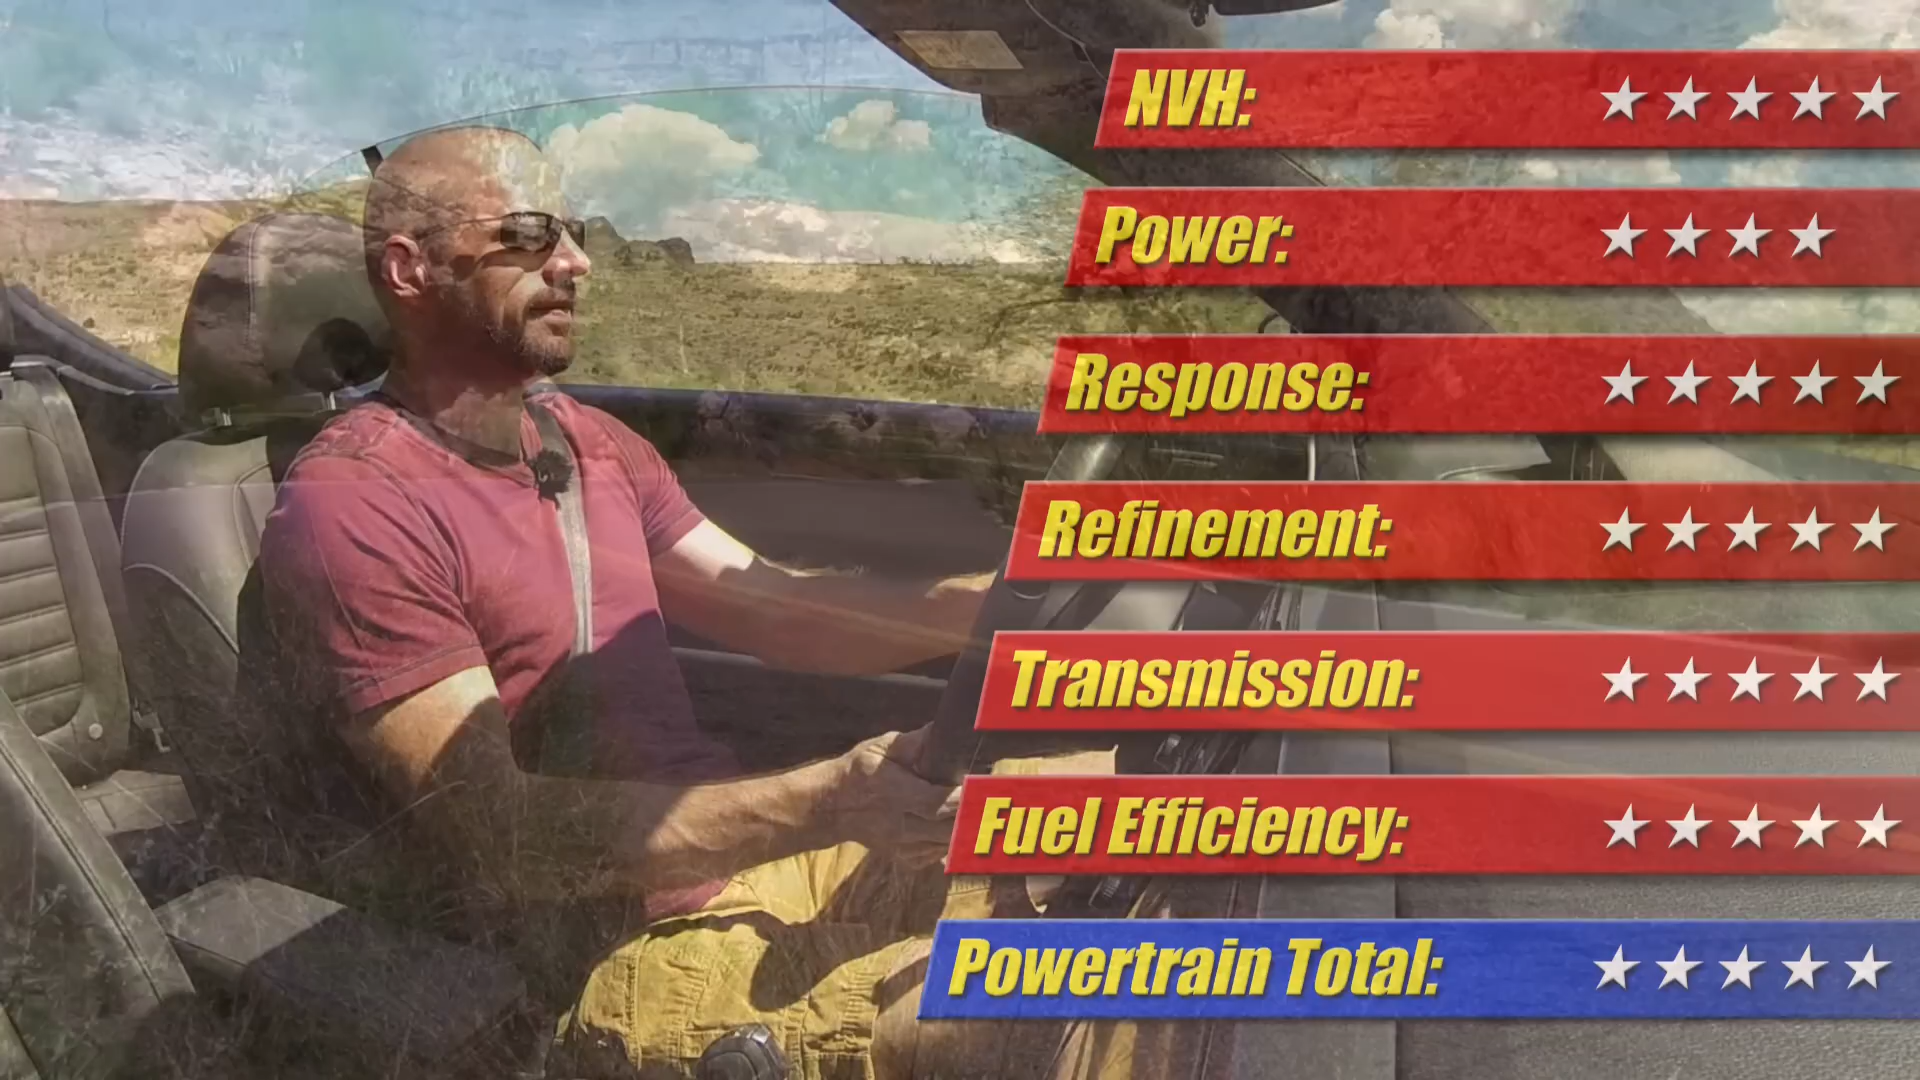 NVH: ★★★★★
Power: ★★★★
Response: ★★★★★
Refinement: ★★★★★
Transmission: ★★★★★
Fuel Efficiency: ★★★★★
Powertrain Total: ★★★★★